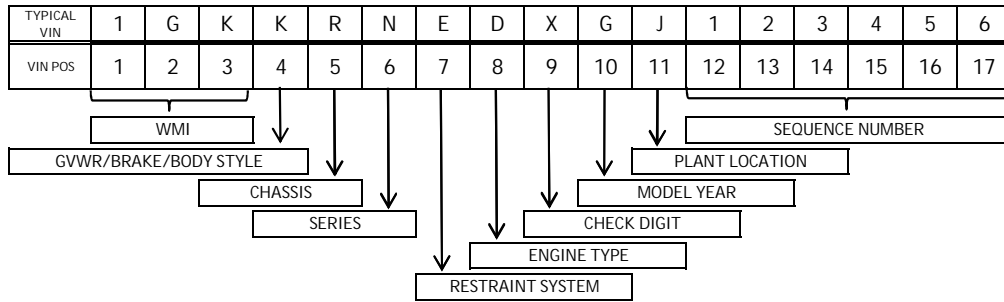 TYPICAL VIN 1 G K K R N E D X G J 1 2 3 4 5 6
VIN POS 1 2 3 4 5 6 7 8 9 10 11 12 13 14 15 16 17
WMI SEQUENCE NUMBER
GVWR/BRAKE/BODY STYLE PLANT LOCATION
CHASSIS MODEL YEAR
SERIES CHECK DIGIT
ENGINE TYPE
RESTRAINT SYSTEM